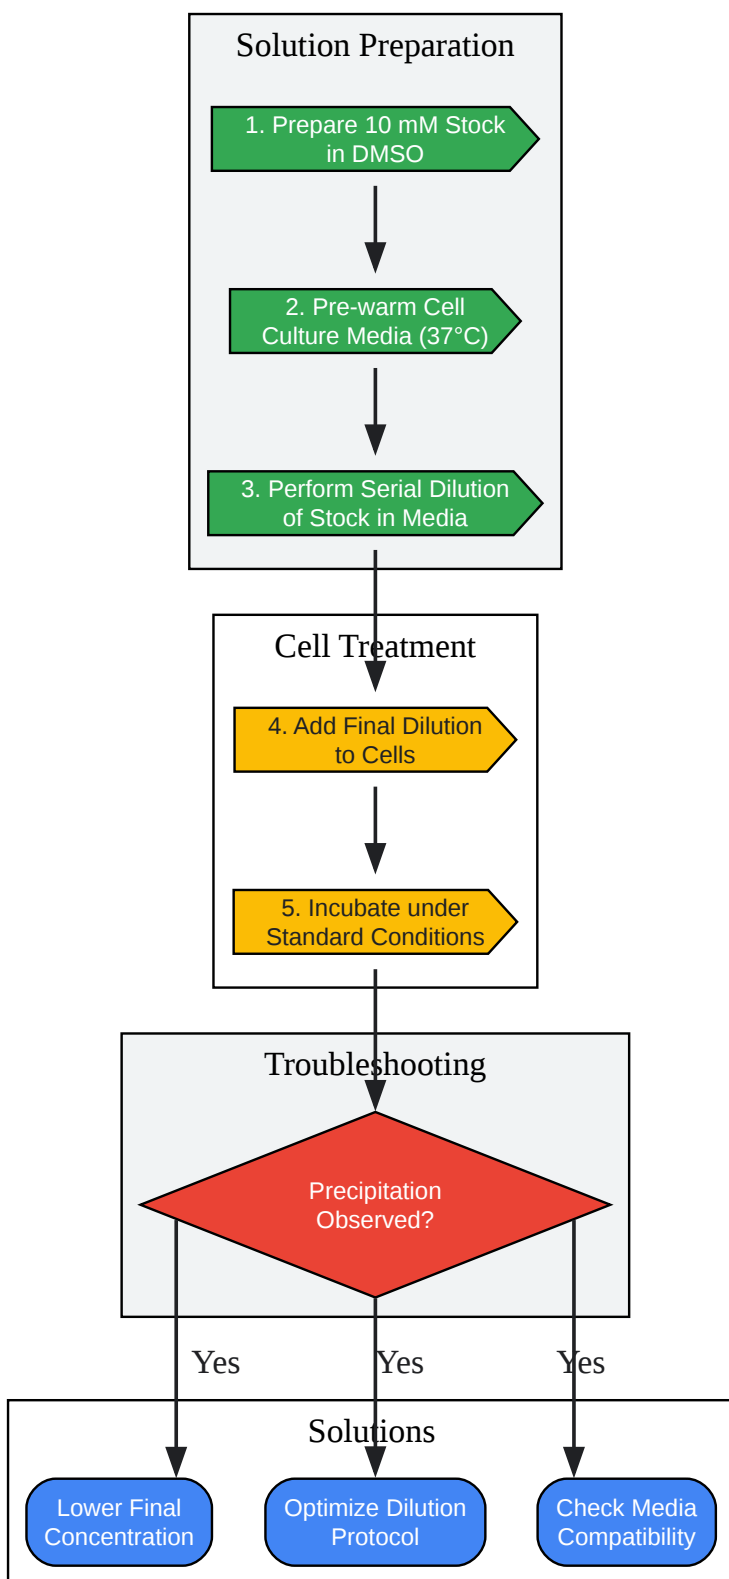 Solution Preparation
1. Prepare 10 mM Stock
in DMSO
2. Pre-warm Cell
Culture Media (37°C)
3. Perform Serial Dilution
of Stock in Media
Cell Treatment
4. Add Final Dilution
to Cells
5. Incubate under
Standard Conditions
Troubleshooting
Precipitation
Observed?
Yes
Yes
Yes
Solutions
Lower Final
Concentration
Optimize Dilution
Protocol
Check Media
Compatibility